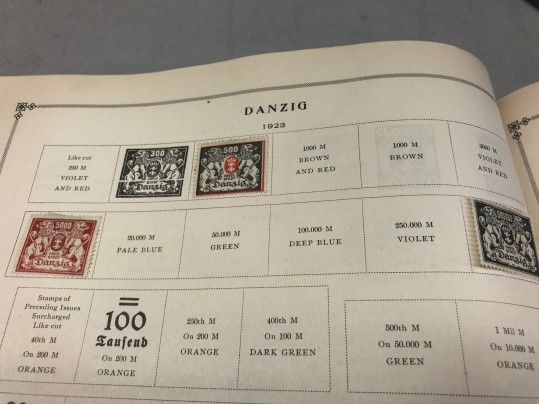 DANZIG
1923
Like cut
250 M
VIOLET
AND RED
300
Danzig
500
Danzig
1000 M
BROWN
AND RED
1000 M
BROWN
VIOLET
AND RED
5000
Danzig
20.000 M
PALE BLUE
50.000 M
GREEN
100.000 M
DEEP BLUE
250.000 M
VIOLET
Danzig
Stamps of
Preceding Issues
Surcharged
Like cut
40th M
On 200 M
ORANGE
100
Tausend
On 200 M
ORANGE
250th M
On 200 M
ORANGE
400th M
On 100 M
DARK GREEN
500th M
On 50.000 M
GREEN
1 Mil M
On 10.000 M
ORANGE